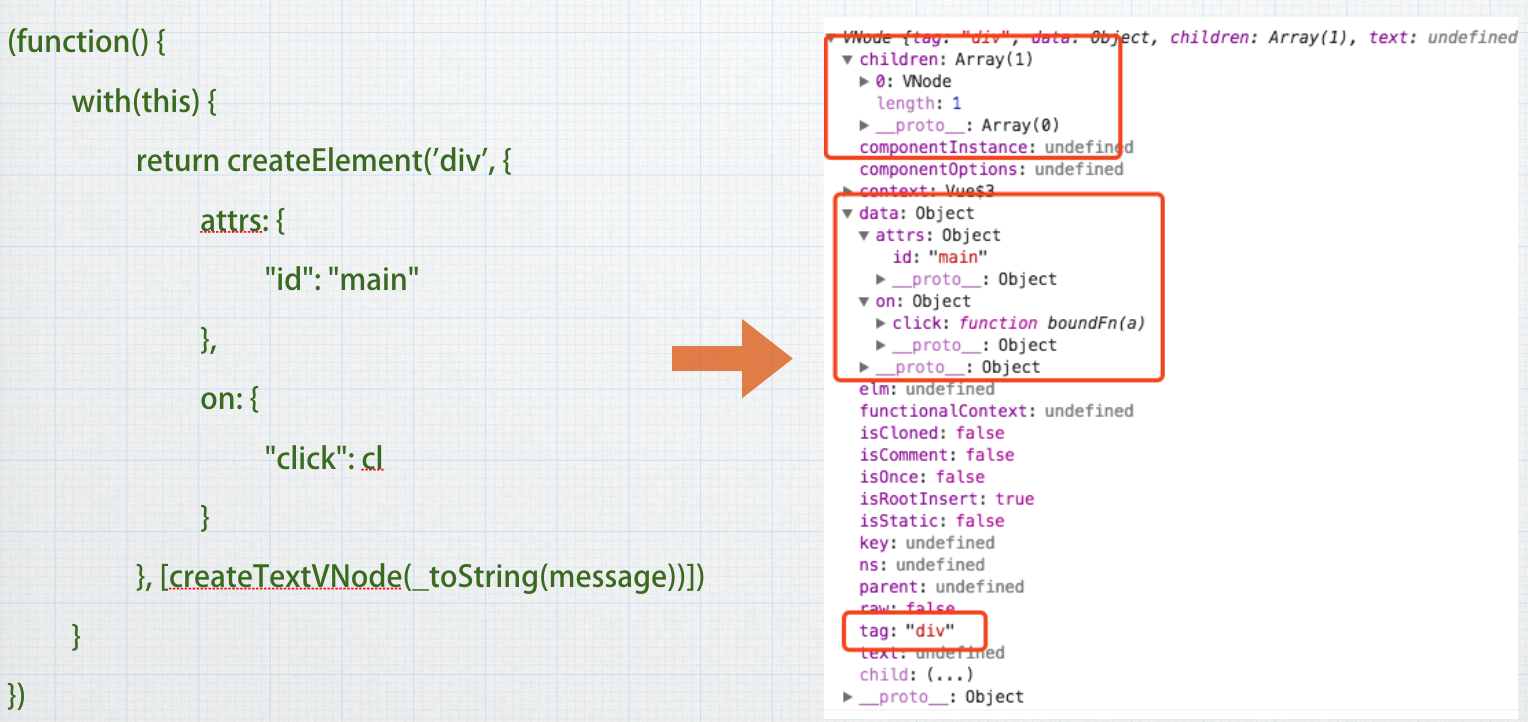 (function() {
with(this) {
return createElement(’div’, {
attrs: {
"id": "main"
},
on: {
"click": cl
}
}, [createTextVNode(_toString(message))])
}
})
VNode {tag: "div", data: Object, children: Array(1), text: undefined
children: Array(1)
0: VNode
length: 1
__proto__: Array(0)
componentInstance: undefined
componentOptions: undefined
context: Vue$3
data: Object
attrs: Object
id: "main"
__proto__: Object
on: Object
click: function boundFn(a)
__proto__: Object
__proto__: Object
elm: undefined
functionalContext: undefined
isCloned: false
isComment: false
isOnce: false
isRootInsert: true
isStatic: false
key: undefined
ns: undefined
parent: undefined
raw: false
tag: "div"
text: undefined
child: (...)
__proto__: Object